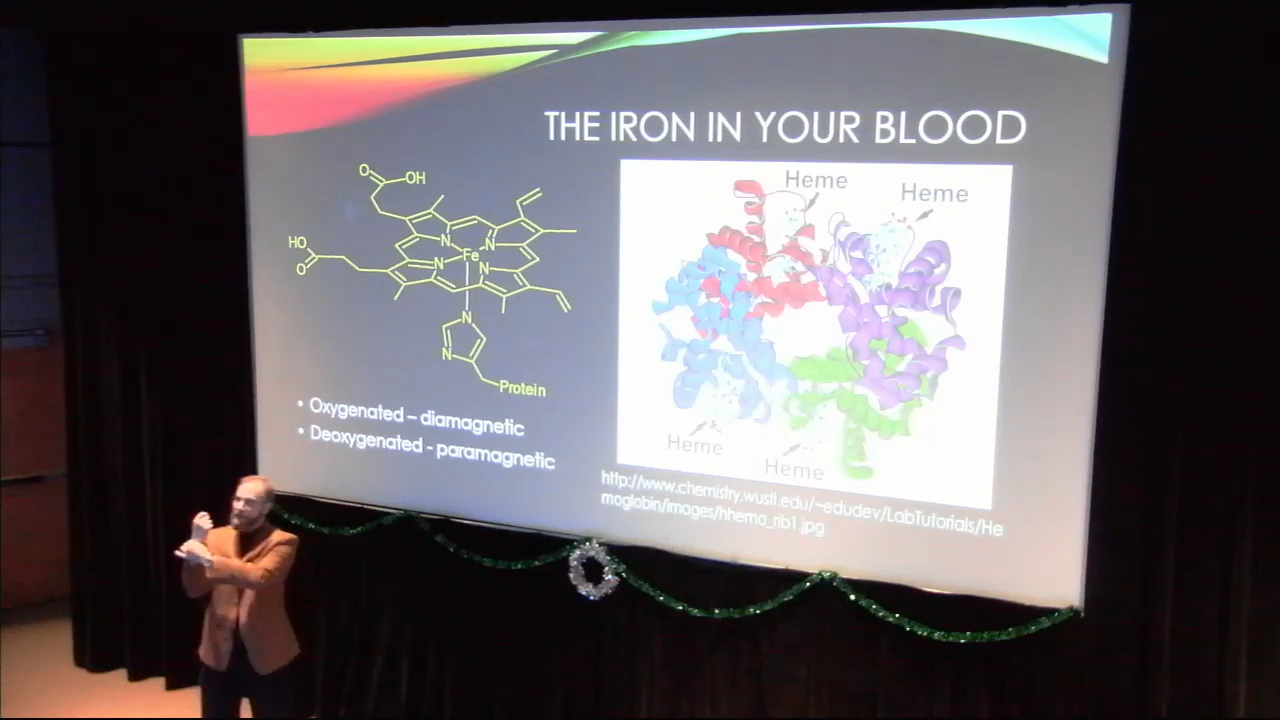 THE IRON IN YOUR BLOOD
O
OH
HO
O
N
N
N
N
Fe
N
N
Protein
• Oxygenated – diamagnetic
• Deoxygenated - paramagnetic
Heme
Heme
Heme
Heme
http://www.chemistry.wustl.edu/~edudev/LabTutorials/He
moglobin/images/hhemo_rib1.jpg